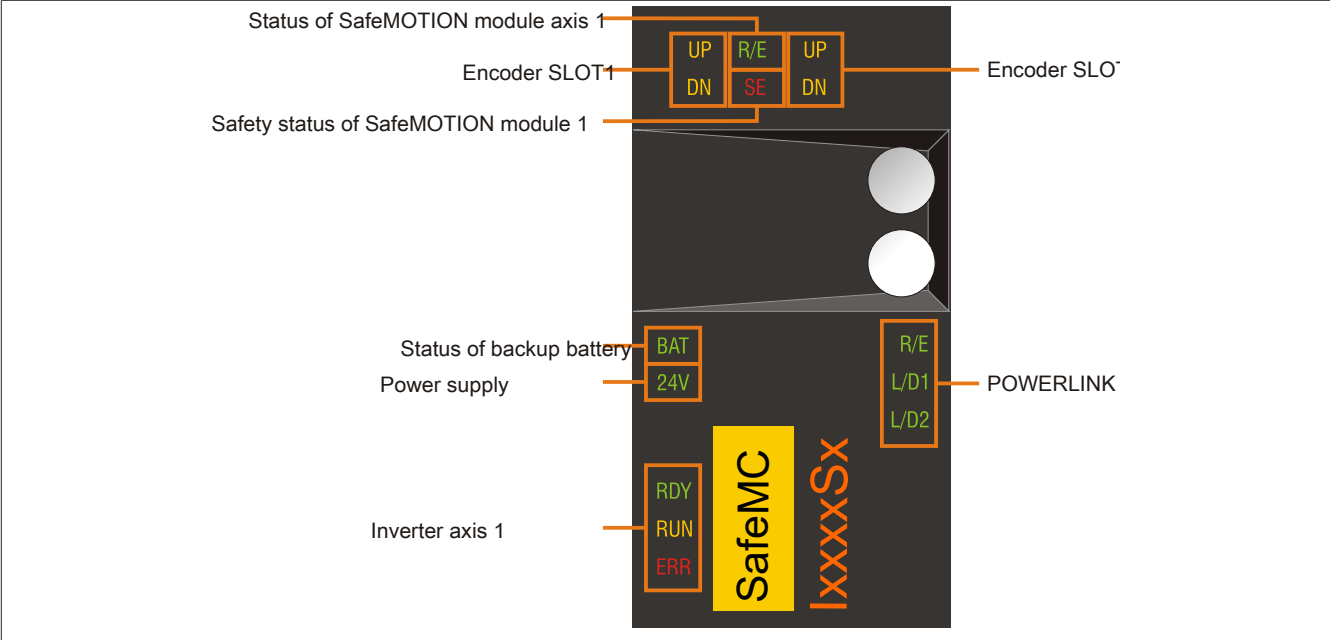 Status of SafeMOTION module axis 1
UP R/E UP
Encoder SLOT1
Encoder SLO
DN SE DN
Safety status of SafeMOTION module 1
Status of backup battery
BAT
R/E
Power supply
24V
L/D1
POWERLINK
L/D2
RDY
Inverter axis 1
RUN
ERR
SafeMC
IxxxxSx